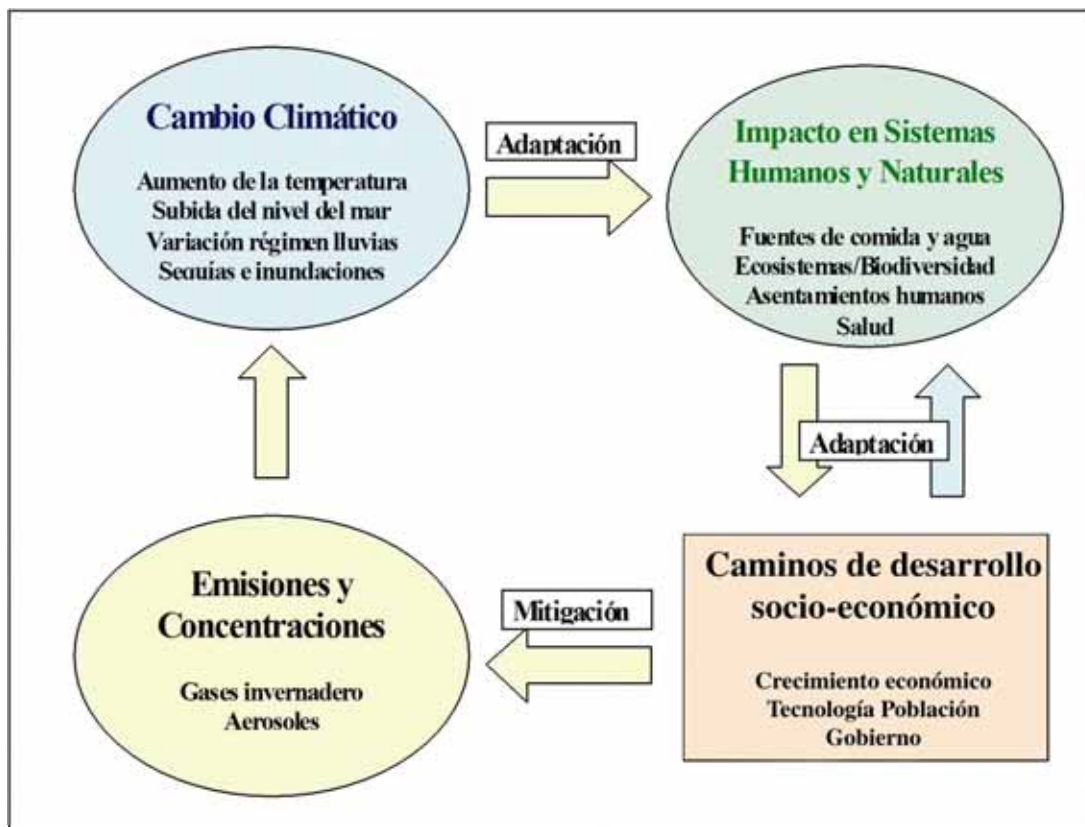 Cambio Climático
Aumento de la temperatura
Subida del nivel del mar
Variación régimen lluvias
Sequías e inundaciones
Adaptación
Impacto en Sistemas
Humanos y Naturales
Fuentes de comida y agua
Ecosistemas/Biodiversidad
Asentamientos humanos
Salud
Adaptación
Emisiones y
Concentraciones
Gases invernadero
Aerosoles
Mitigación
Caminos de desarrollo
socio-económico
Crecimiento económico
Tecnología Población
Gobierno